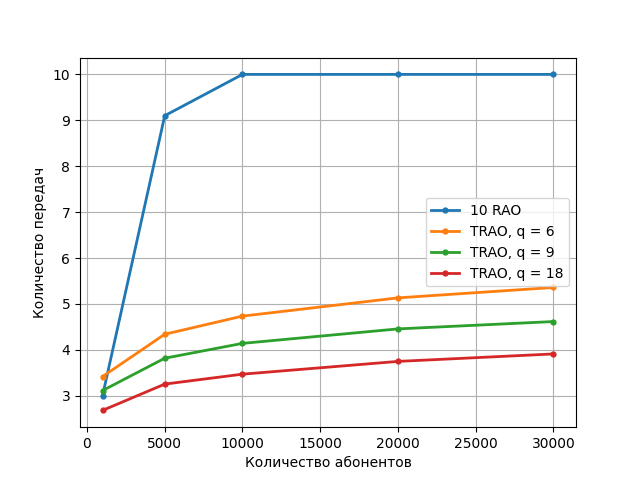 10
9
8
7
6
5
4
3
Количество передач
10 RAO
TRAO, q = 6
TRAO, q = 9
TRAO, q = 18
0 5000 10000 15000 20000 25000 30000
Количество абонентов